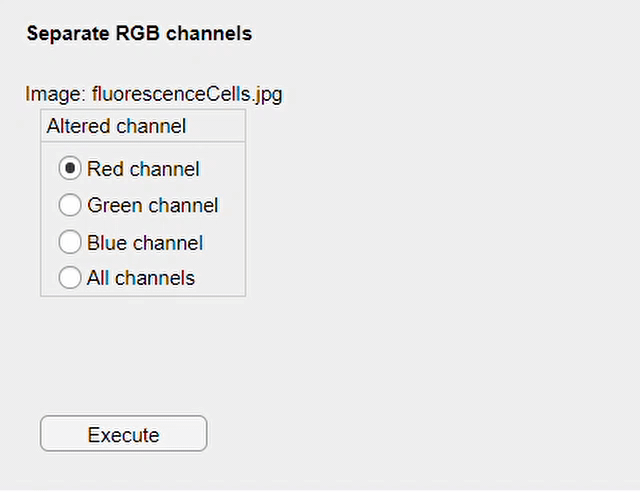 Separate RGB channels
Image: fluorescenceCells.jpg
Altered channel
Red channel
Green channel
Blue channel
All channels
Execute